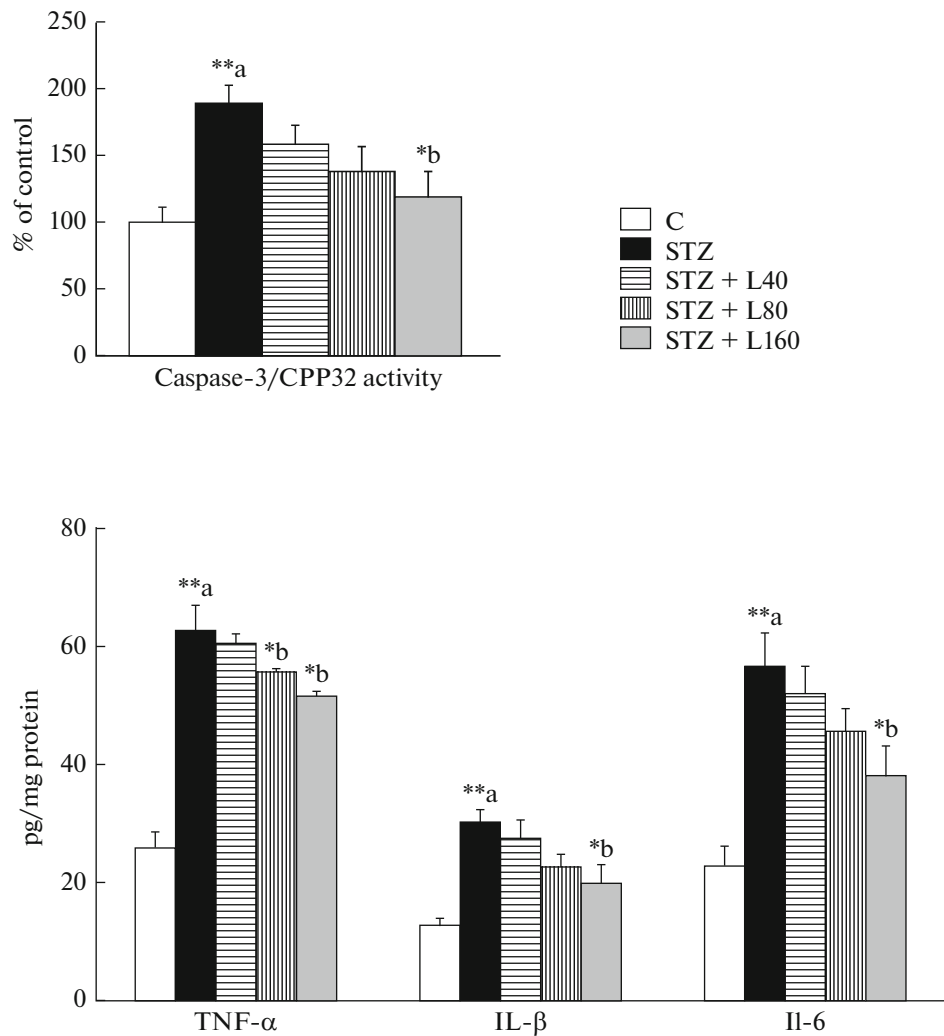 250
200
150
100
50
0
% of control
**a
*b
Caspase-3/CPP32 activity
C
STZ
STZ + L40
STZ + L80
STZ + L160
80
60
40
20
0
pg/mg protein
**a
*b
*b
**a
*b
**a
*b
TNF-α
IL-β
Il-6